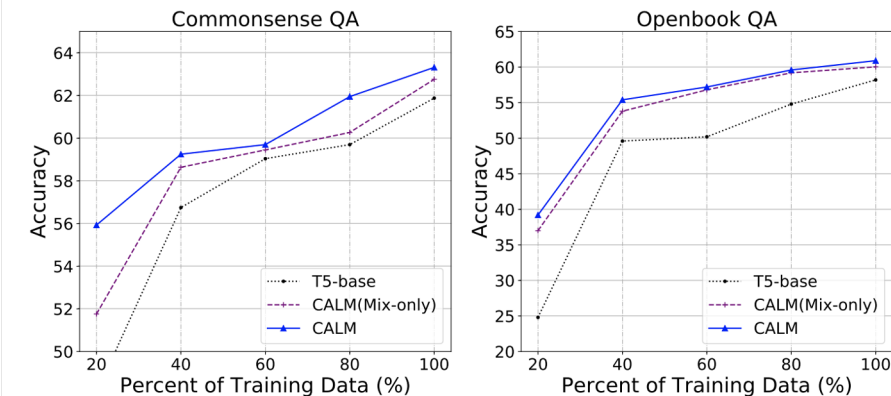 Commonsense QA
Accuracy
64
62
60
58
56
54
52
50
T5-base
CALM(Mix-only)
CALM
20 40 60 80 100
Percent of Training Data (%)
Openbook QA
Accuracy
65
60
55
50
45
40
35
30
25
20
T5-base
CALM(Mix-only)
CALM
20 40 60 80 100
Percent of Training Data (%)